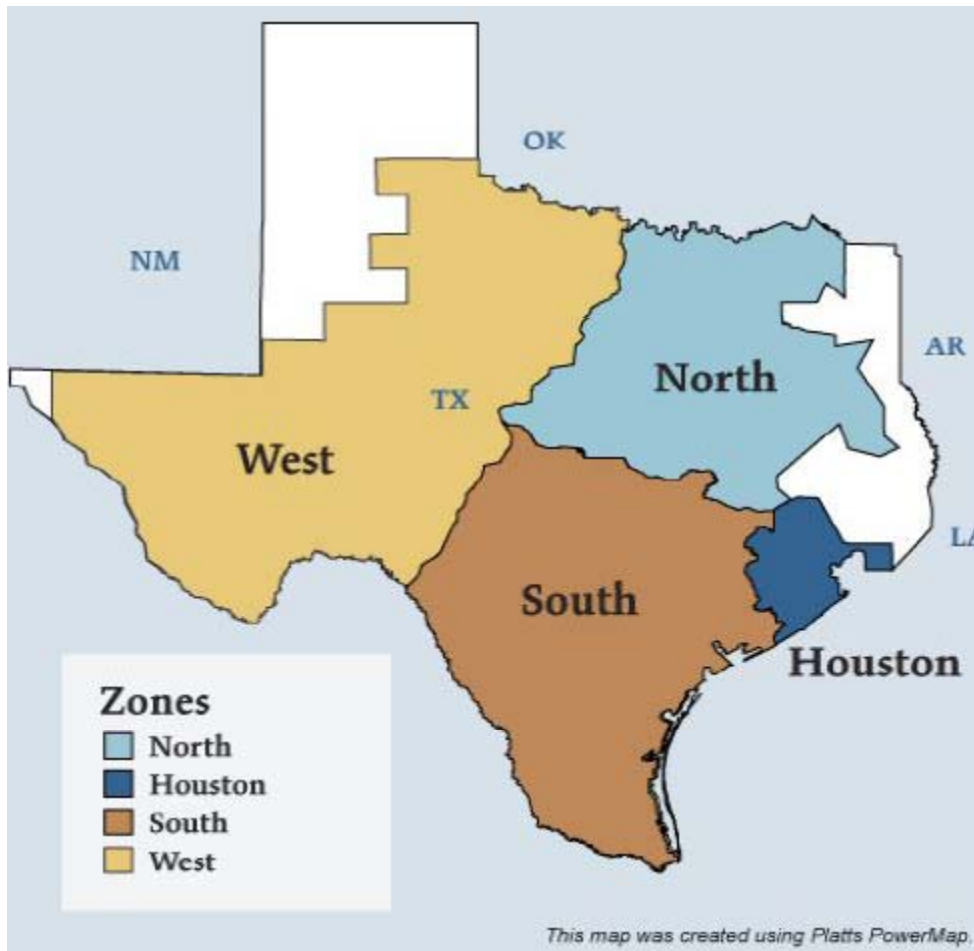 OK
NM
AR
TX
North
West
LA
South
Houston
Zones
North
Houston
South
West
This map was created using Platts PowerMap.